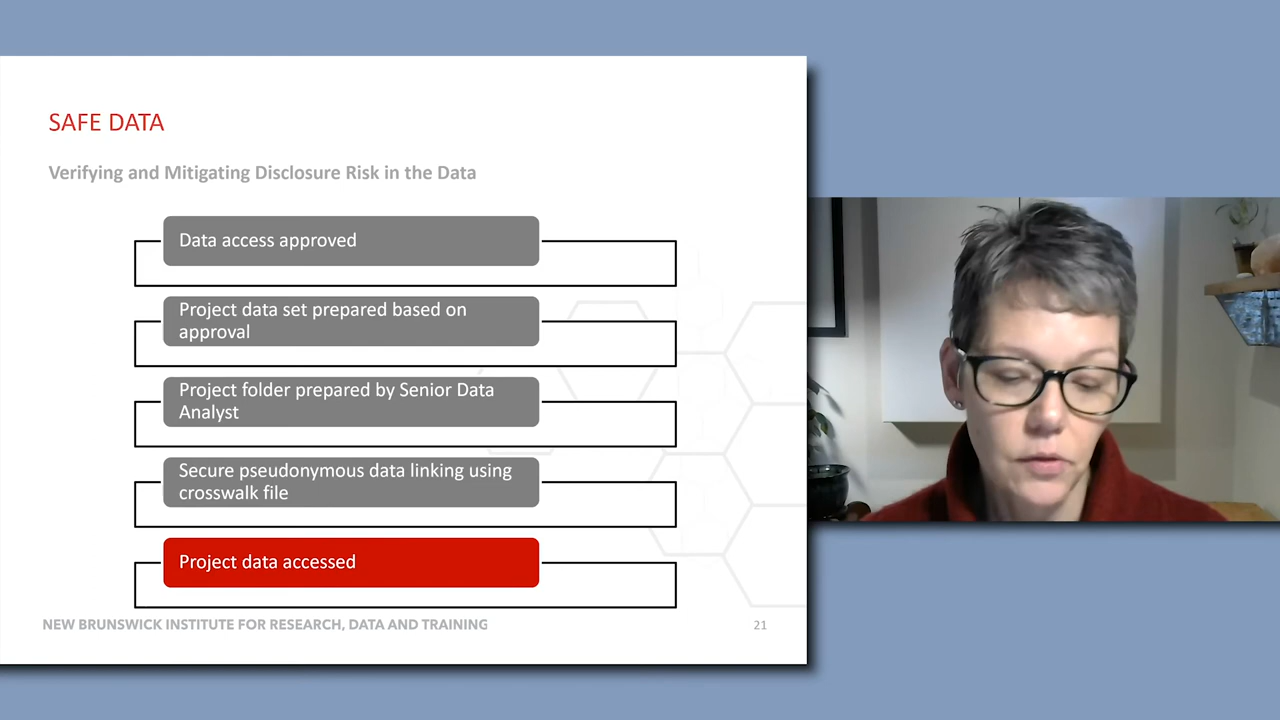 SAFE DATA
Verifying and Mitigating Disclosure Risk in the Data
Data access approved
Project data set prepared based on
approval
Project folder prepared by Senior Data
Analyst
Secure pseudonymous data linking using
crosswalk file
Project data accessed
NEW BRUNSWICK INSTITUTE FOR RESEARCH, DATA AND TRAINING
21